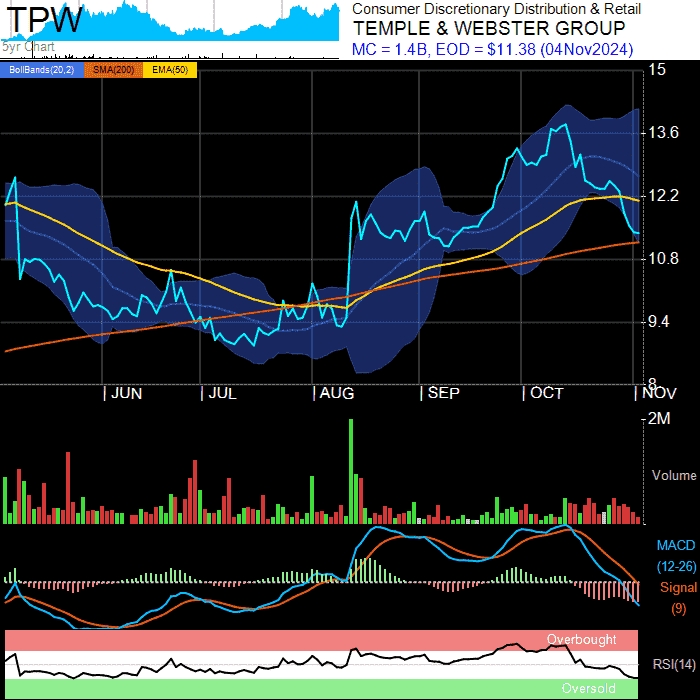 TPW
5yr Chart
Consumer Discretionary Distribution & Retail
TEMPLE & WEBSTER GROUP
MC = 1.4B, EOD = $11.38 (04Nov2024)
BollBands(20,2) SMA(200) EMA(50)
15
13.6
12.2
10.8
9.4
8
JUN JUL AUG SEP OCT NOV
2M
Volume
MACD
(12-26)
Signal
(9)
Overbought
RSI(14)
Oversold